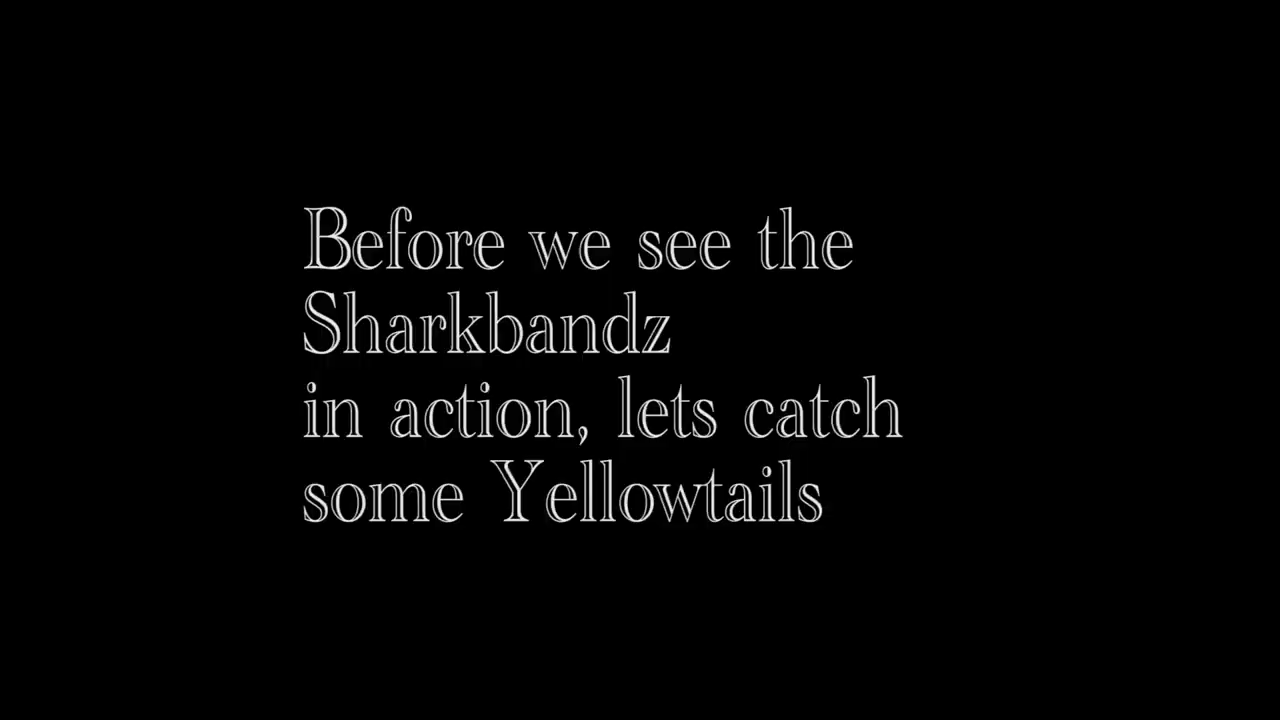 Before we see the
Sharkbandz
in action, lets catch
some Yellowtails